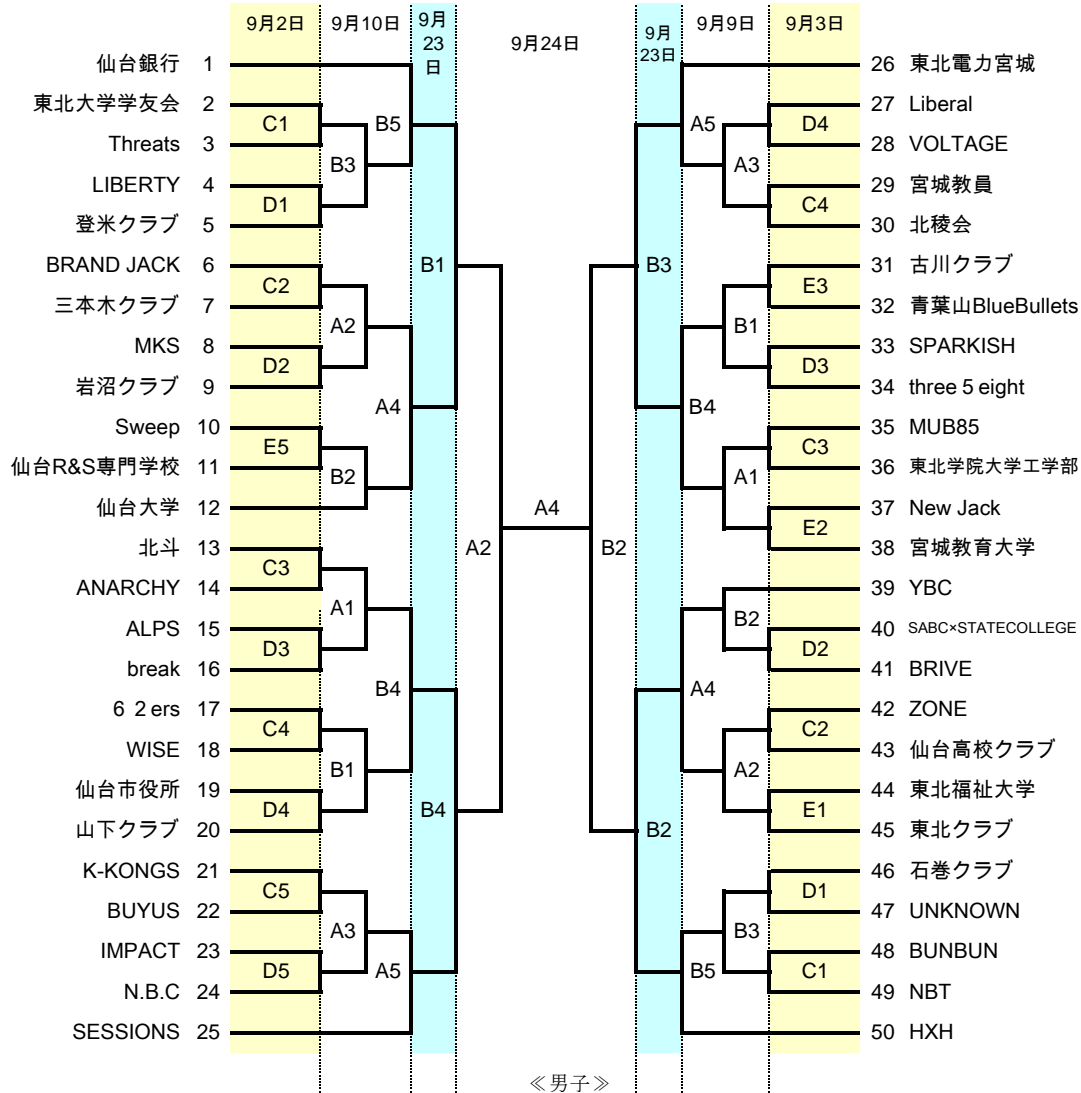 9月2日 9月10日 9月 9月 9月9日 9月3日
23 9月24日 23日
日
仙台銀行 1 26 東北電力宮城
東北大学学友会 2 27 Liberal
C1 B5 A5 D4
Threats 3 28 VOLTAGE
B3 A3
LIBERTY 4 29 宮城教員
D1 C4
登米クラブ 5 30 北稜会
BRAND JACK 6 B1 B3 31 古川クラブ
C2 E3
三本木クラブ 7 32 青葉山BlueBullets
A2 B1
MKS 8 33 SPARKISH
D2 D3
岩沼クラブ 9 34 three 5 eight
A4 B4
Sweep 10 35 MUB85
E5 C3
仙台R&S専門学校 11 36 東北学院大学工学部
B2 A1
仙台大学 12 37 New Jack
A4 E2
北斗 13 A2 B2 38 宮城教育大学
C3
ANARCHY 14 39 YBC
A1 B2
ALPS 15 40 SABC×STATECOLLEGE
D3 D2
break 16 41 BRIVE
B4 A4
６２ers 17 42 ZONE
C4 C2
WISE 18 43 仙台高校クラブ
B1 A2
仙台市役所 19 44 東北福祉大学
D4 B4 B2 E1
山下クラブ 20 45 東北クラブ
K-KONGS 21 46 石巻クラブ
C5 D1
BUYUS 22 47 UNKNOWN
A3 B3
IMPACT 23 48 BUNBUN
D5 A5 B5 C1
N.B.C 24 49 NBT
SESSIONS 25 50 HXH
≪男子≫